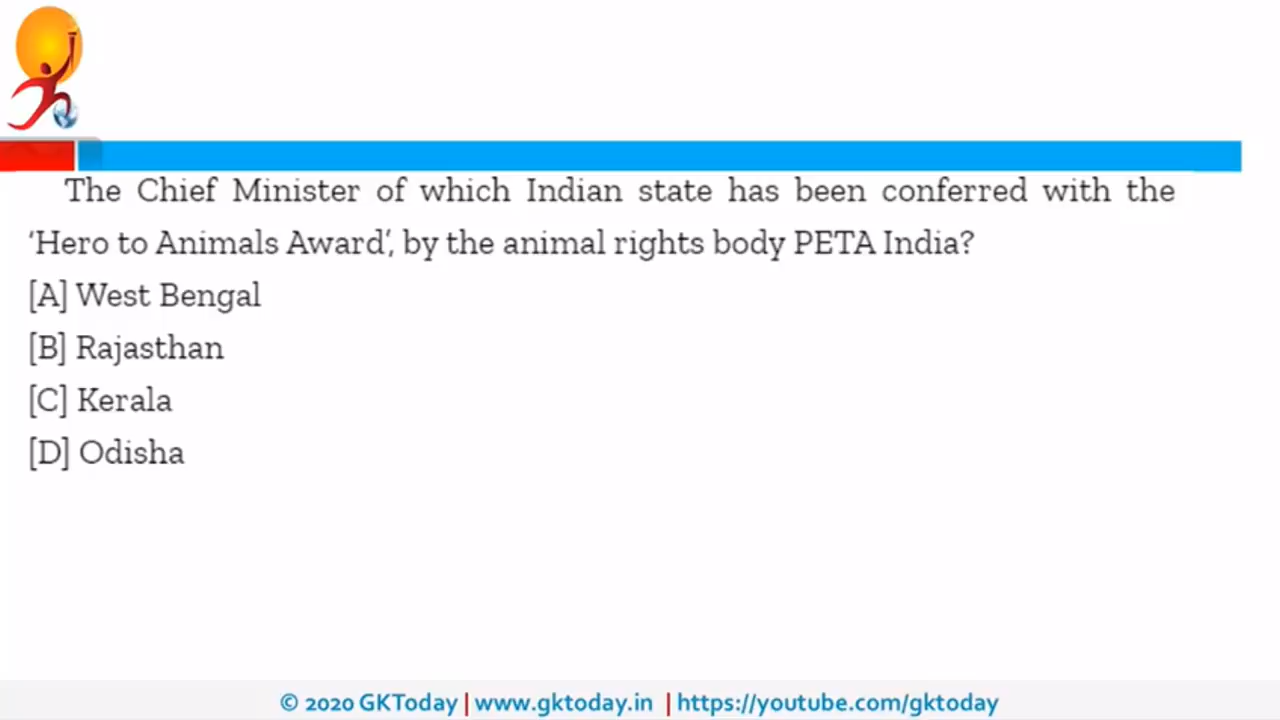 The Chief Minister of which Indian state has been conferred with the
‘Hero to Animals Award’, by the animal rights body PETA India?
[A] West Bengal
[B] Rajasthan
[C] Kerala
[D] Odisha
© 2020 GKToday | www.gktoday.in | https://youtube.com/gktoday